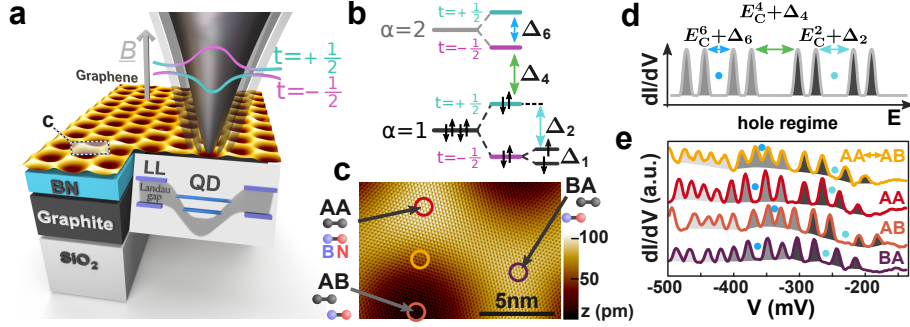 a
B
Graphene
t=+ 1/2
t=- 1/2
c
BN
Graphite
SiO2
LL
Landau
gap
QD
b
α=2
t=+ 1/2
t=- 1/2
Δ6
Δ4
α=1
t=+ 1/2
t=- 1/2
Δ2
Δ1
c
AA
B N
AB
BA
5nm
100
50
z (pm)
d
dI/dV
E_C^6+Δ6
E_C^4+Δ4
E_C^2+Δ2
E
hole regime
e
dI/dV (a.u.)
AA↔AB
AA
AB
BA
-500 -400 -300 -200
V (mV)